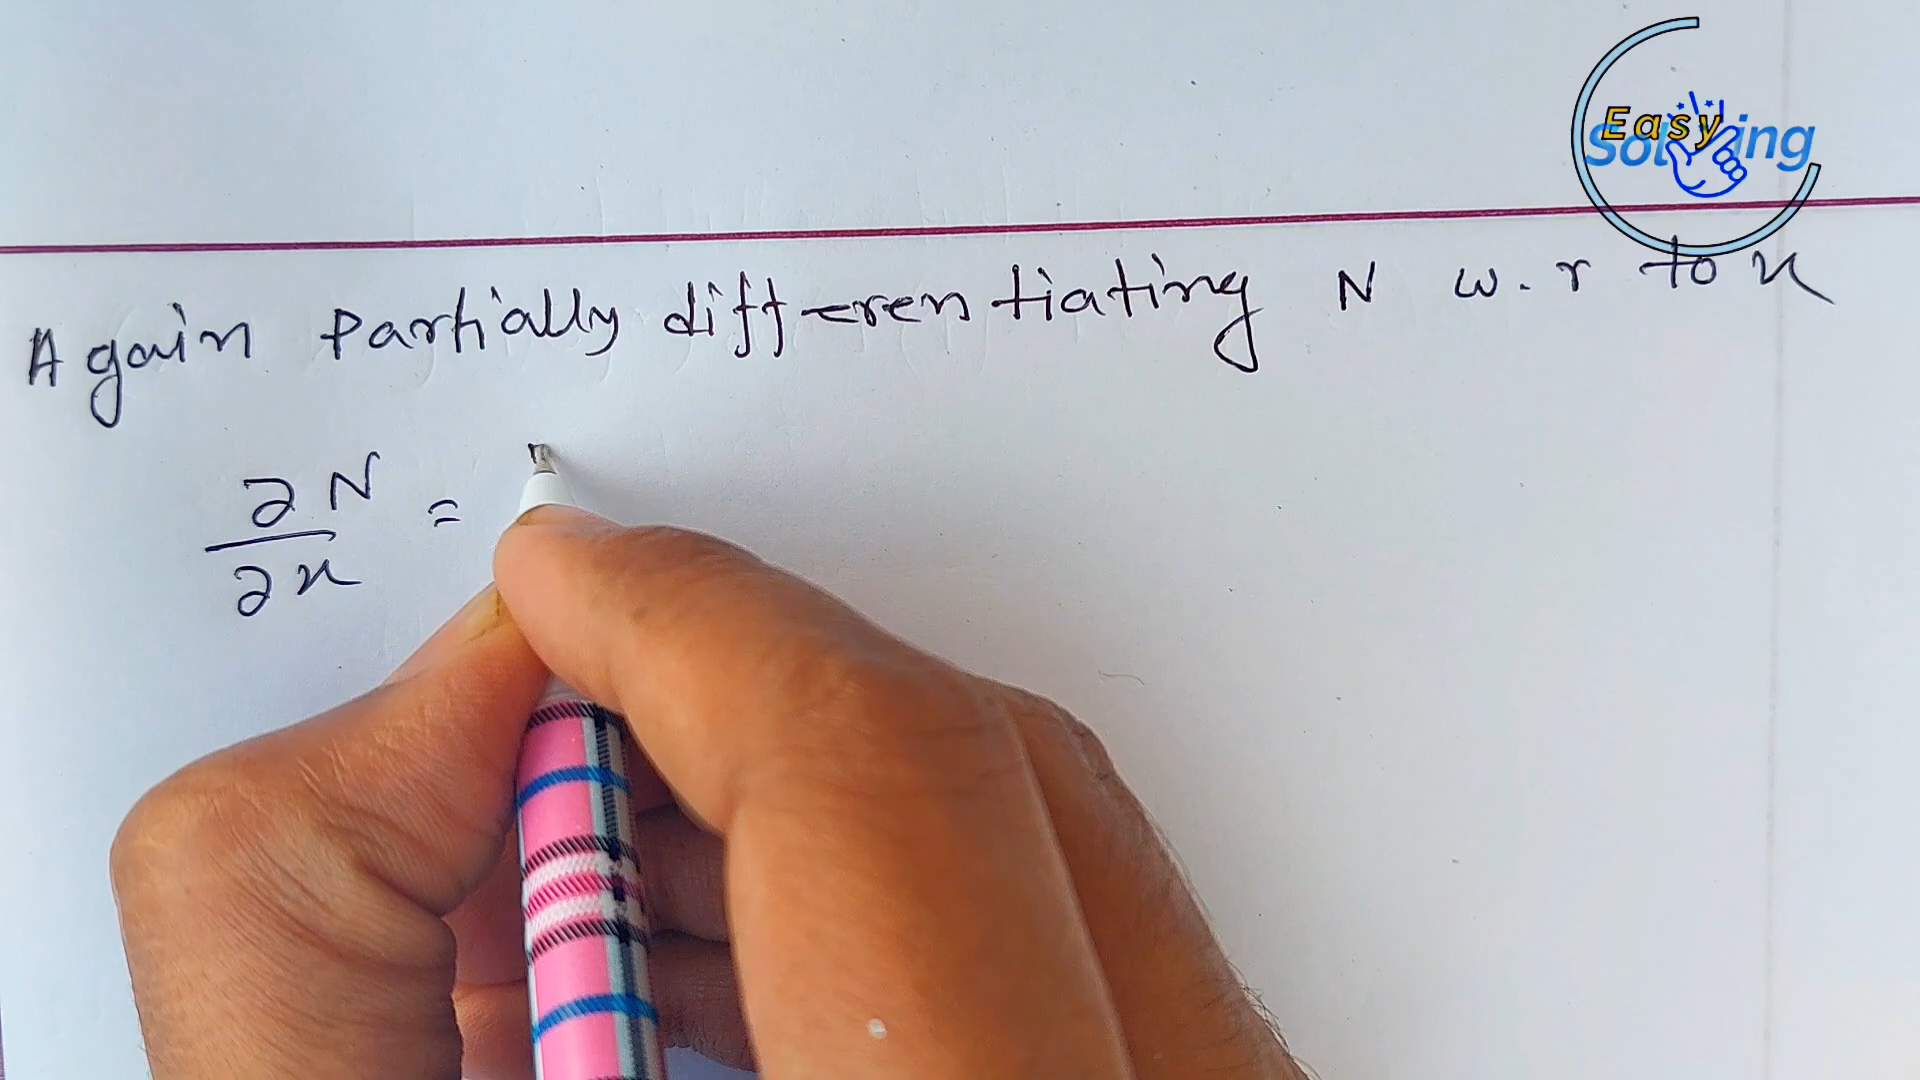 Easy
Solving
Again Partially differentiating N w.r to x
∂N
=
∂x